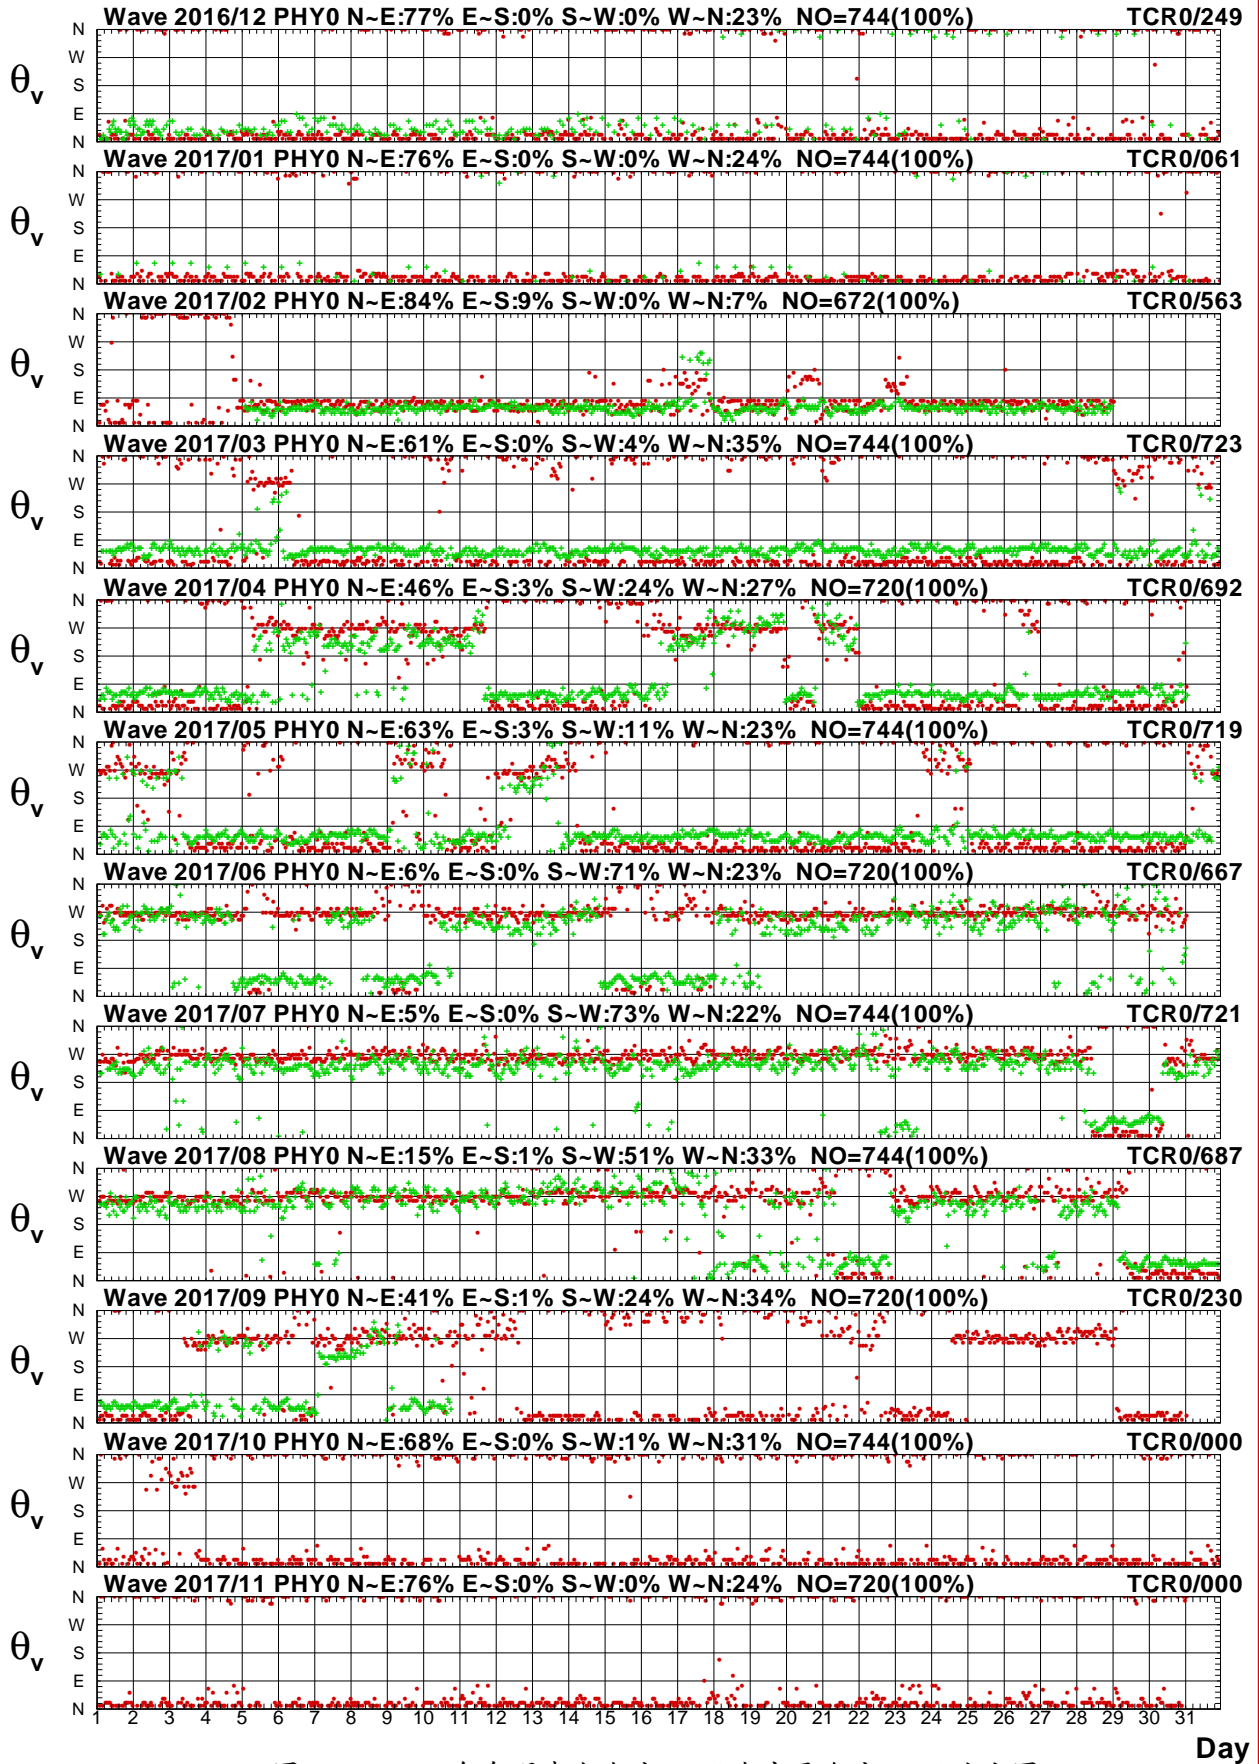 Wave 2016/12 PHY0 N~E:77% E~S:0% S~W:0% W~N:23% NO=744(100%) TCR0/249
N
W
S
E
N
θv
Wave 2017/01 PHY0 N~E:76% E~S:0% S~W:0% W~N:24% NO=744(100%) TCR0/061
N
W
S
E
N
θv
Wave 2017/02 PHY0 N~E:84% E~S:9% S~W:0% W~N:7% NO=672(100%) TCR0/563
N
W
S
E
N
θv
Wave 2017/03 PHY0 N~E:61% E~S:0% S~W:4% W~N:35% NO=744(100%) TCR0/723
N
W
S
E
N
θv
Wave 2017/04 PHY0 N~E:46% E~S:3% S~W:24% W~N:27% NO=720(100%) TCR0/692
N
W
S
E
N
θv
Wave 2017/05 PHY0 N~E:63% E~S:3% S~W:11% W~N:23% NO=744(100%) TCR0/719
N
W
S
E
N
θv
Wave 2017/06 PHY0 N~E:6% E~S:0% S~W:71% W~N:23% NO=720(100%) TCR0/667
N
W
S
E
N
θv
Wave 2017/07 PHY0 N~E:5% E~S:0% S~W:73% W~N:22% NO=744(100%) TCR0/721
N
W
S
E
N
θv
Wave 2017/08 PHY0 N~E:15% E~S:1% S~W:51% W~N:33% NO=744(100%) TCR0/687
N
W
S
E
N
θv
Wave 2017/09 PHY0 N~E:41% E~S:1% S~W:24% W~N:34% NO=720(100%) TCR0/230
N
W
S
E
N
θv
Wave 2017/10 PHY0 N~E:68% E~S:0% S~W:1% W~N:31% NO=744(100%) TCR0/000
N
W
S
E
N
θv
Wave 2017/11 PHY0 N~E:76% E~S:0% S~W:0% W~N:24% NO=720(100%) TCR0/000
N
W
S
E
N
θv
1 2 3 4 5 6 7 8 9 10 11 12 13 14 15 16 17 18 19 20 21 22 23 24 25 26 27 28 29 30 31
Day